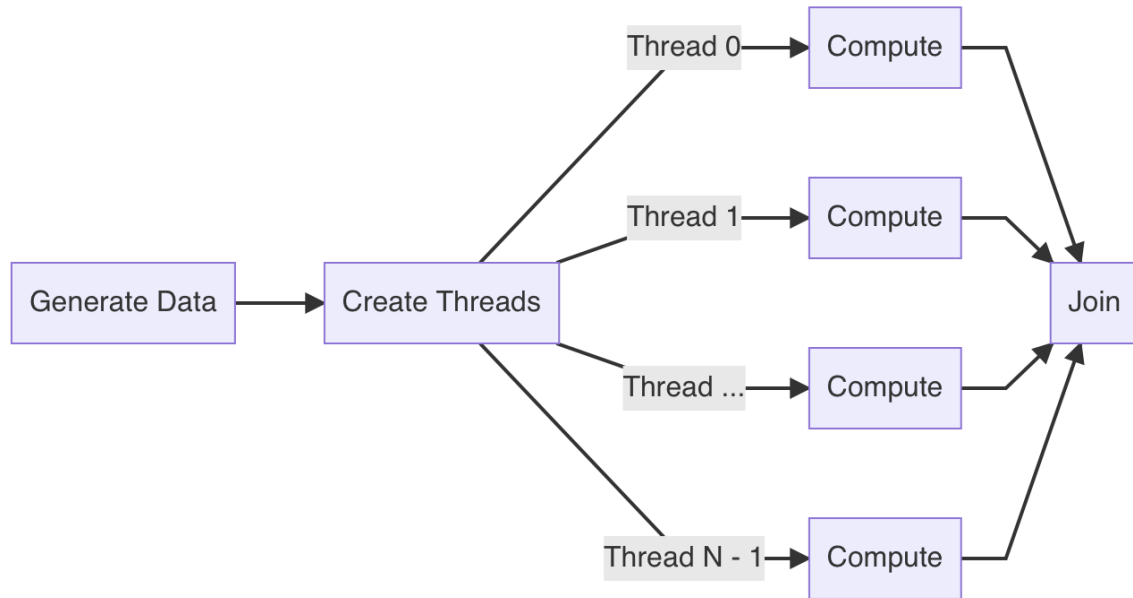 Generate Data
Create Threads
Thread 0
Compute
Thread 1
Compute
Thread ...
Compute
Thread N - 1
Compute
Join